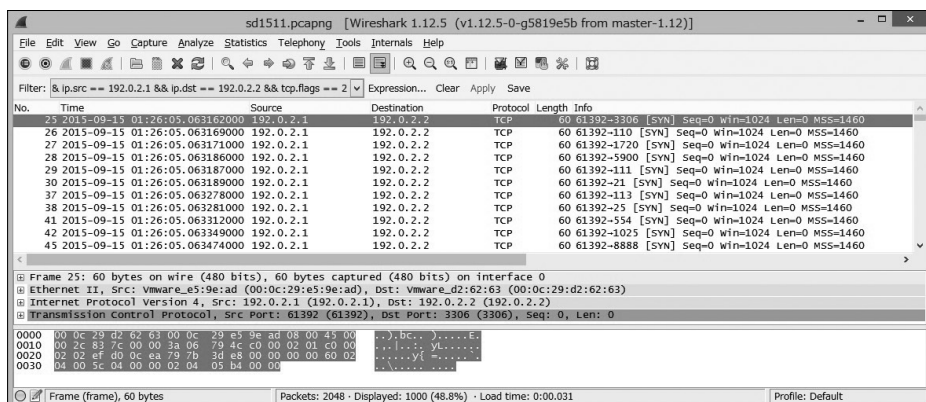 sd1511.pcapng [Wireshark 1.12.5 (v1.12.5-0-g5819e5b from master-1.12)]
File Edit View Go Capture Analyze Statistics Telephony Tools Internals Help
Filter: & ip.src == 192.0.2.1 && ip.dst == 192.0.2.2 && tcp.flags == 2 Expression... Clear Apply Save
No. Time Source Destination Protocol Length Info
25 2015-09-15 01:26:05.063162000 192.0.2.1 192.0.2.2 TCP 60 61392→3306 [SYN] Seq=0 Win=1024 Len=0 MSS=1460
26 2015-09-15 01:26:05.063169000 192.0.2.1 192.0.2.2 TCP 60 61392→110 [SYN] Seq=0 Win=1024 Len=0 MSS=1460
27 2015-09-15 01:26:05.063171000 192.0.2.1 192.0.2.2 TCP 60 61392→1720 [SYN] Seq=0 Win=1024 Len=0 MSS=1460
28 2015-09-15 01:26:05.063186000 192.0.2.1 192.0.2.2 TCP 60 61392→5900 [SYN] Seq=0 Win=1024 Len=0 MSS=1460
29 2015-09-15 01:26:05.063187000 192.0.2.1 192.0.2.2 TCP 60 61392→111 [SYN] Seq=0 Win=1024 Len=0 MSS=1460
30 2015-09-15 01:26:05.063189000 192.0.2.1 192.0.2.2 TCP 60 61392→21 [SYN] Seq=0 Win=1024 Len=0 MSS=1460
37 2015-09-15 01:26:05.063278000 192.0.2.1 192.0.2.2 TCP 60 61392→113 [SYN] Seq=0 Win=1024 Len=0 MSS=1460
38 2015-09-15 01:26:05.063281000 192.0.2.1 192.0.2.2 TCP 60 61392→25 [SYN] Seq=0 Win=1024 Len=0 MSS=1460
41 2015-09-15 01:26:05.063312000 192.0.2.1 192.0.2.2 TCP 60 61392→554 [SYN] Seq=0 Win=1024 Len=0 MSS=1460
42 2015-09-15 01:26:05.063349000 192.0.2.1 192.0.2.2 TCP 60 61392→1025 [SYN] Seq=0 Win=1024 Len=0 MSS=1460
45 2015-09-15 01:26:05.063474000 192.0.2.1 192.0.2.2 TCP 60 61392→8888 [SYN] Seq=0 Win=1024 Len=0 MSS=1460
Frame 25: 60 bytes on wire (480 bits), 60 bytes captured (480 bits) on interface 0
Ethernet II, Src: Vmware_e5:9e:ad (00:0c:29:e5:9e:ad), Dst: Vmware_d2:62:63 (00:0c:29:d2:62:63)
Internet Protocol Version 4, Src: 192.0.2.1 (192.0.2.1), Dst: 192.0.2.2 (192.0.2.2)
Transmission Control Protocol, Src Port: 61392 (61392), Dst Port: 3306 (3306), Seq: 0, Len: 0
0000 00 0c 29 d2 62 63 00 0c 29 e5 9e ad 08 00 45 00 ..).bc.. ).....E.
0010 00 2c 83 7c 00 00 3a 06 79 4c c0 00 02 01 c0 00 .,.|..:. yL......
0020 02 02 ef d0 0c ea 79 7b 3d e8 00 00 00 00 60 02 ......y{ =.....`.
0030 04 00 5c 04 00 00 02 04 05 b4 00 00 ..\..... ....
Frame (frame), 60 bytes Packets: 2048 · Displayed: 1000 (48.8%) · Load time: 0:00.031 Profile: Default